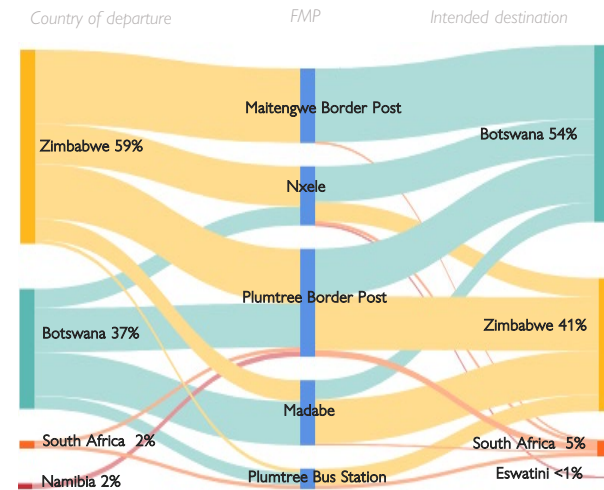 Country of departure
FMP
Intended destination
Maitengwe Border Post
Botswana 54%
Zimbabwe 59%
Nxele
Plumtree Border Post
Zimbabwe 41%
Botswana 37%
Madabe
South Africa 2%
South Africa 5%
Namibia 2%
Plumtree Bus Station
Eswatini <1%